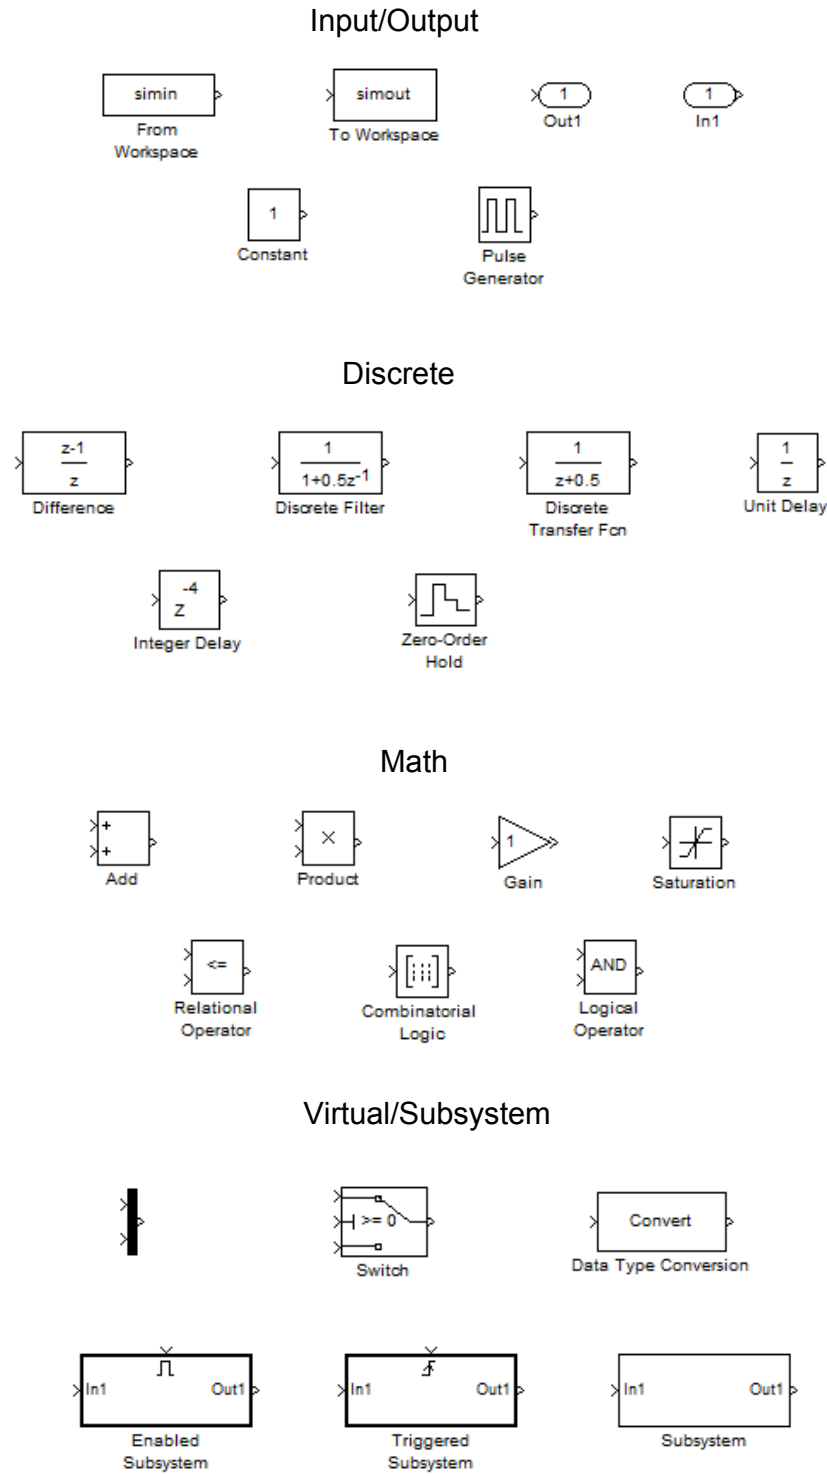 Input/Output
simin
simout
1
1
From
Workspace
To Workspace
Out1
In1
1
Constant
Pulse
Generator
Discrete
z-1
z
Difference
1
1+0.5z-1
Discrete Filter
1
z+0.5
Discrete
Transfer Fcn
1
z
Unit Delay
-4
Z
Integer Delay
Zero-Order
Hold
Math
+
+
Add
×
Product
1
Gain
Saturation
<=
Relational
Operator
Combinatorial
Logic
AND
Logical
Operator
Virtual/Subsystem
>= 0
Switch
Convert
Data Type Conversion
In1 Out1
Enabled
Subsystem
In1 Out1
Triggered
Subsystem
In1 Out1
Subsystem